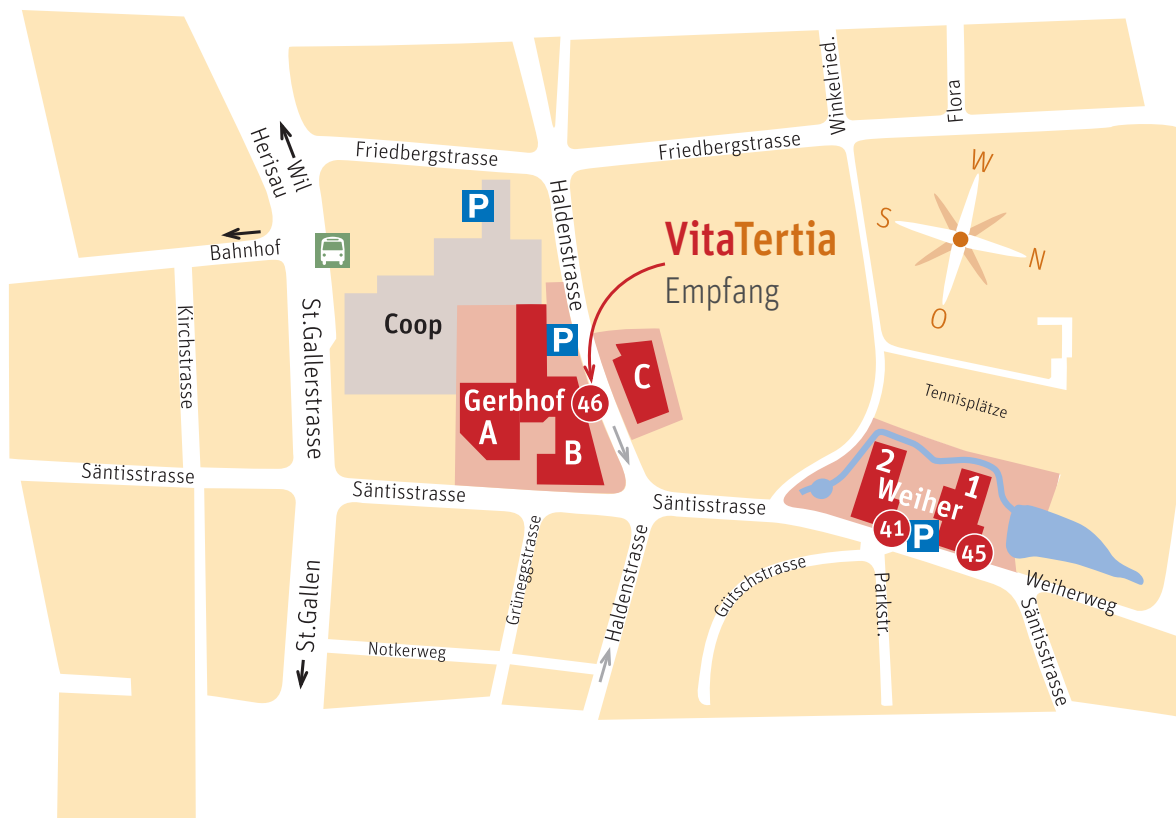 Winkelried.
Flora
Herisau
Wil
Friedbergstrasse
Friedbergstrasse
W
P
Haldenstrasse
S
VitaTertia
Bahnhof
N
Empfang
Kirchstrasse
St.Gallerstrasse
Coop
O
P
C
Gerbhof
46
Tennisplätze
A
B
2
1
Säntisstrasse
Säntisstrasse
Säntisstrasse
Weiher
41
P
45
St.Gallen
Grüneggstrasse
Haldenstrasse
Gütschstrasse
Parkstr.
Weiherweg
Säntisstrasse
Notkerweg